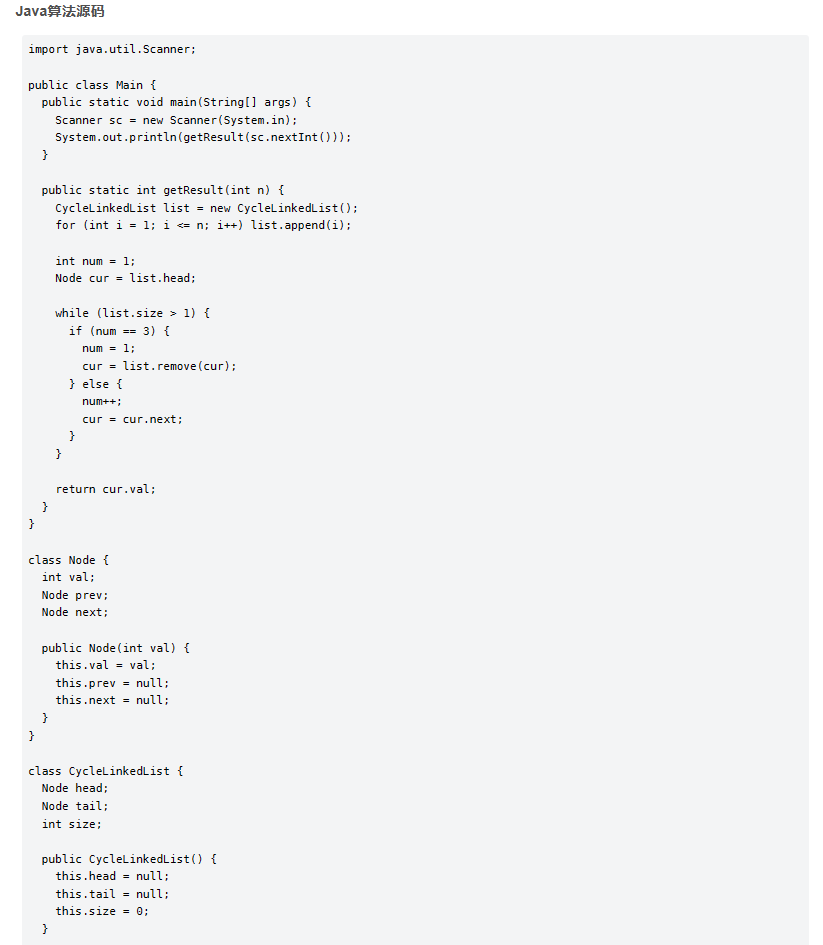 Java算法源码
import java.util.Scanner;
public class Main {
  public static void main(String[] args) {
    Scanner sc = new Scanner(System.in);
    System.out.println(getResult(sc.nextInt()));
  }
  public static int getResult(int n) {
    CycleLinkedList list = new CycleLinkedList();
    for (int i = 1; i <= n; i++) list.append(i);
    int num = 1;
    Node cur = list.head;
    while (list.size > 1) {
      if (num == 3) {
        num = 1;
        cur = list.remove(cur);
      } else {
        num++;
        cur = cur.next;
      }
    }
    return cur.val;
  }
}
class Node {
  int val;
  Node prev;
  Node next;
  public Node(int val) {
    this.val = val;
    this.prev = null;
    this.next = null;
  }
}
class CycleLinkedList {
  Node head;
  Node tail;
  int size;
  public CycleLinkedList() {
    this.head = null;
    this.tail = null;
    this.size = 0;
  }